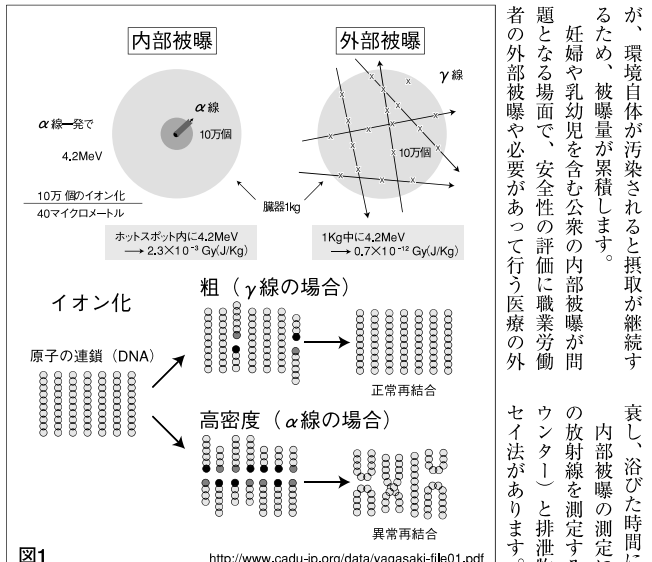 内部被曝
外部被曝
γ線
α線
α線一発で
4.2MeV
10万個
10万個
10万個のイオン化
40マイクロメートル
臓器1kg
ホットスポット内に4.2MeV
→2.3×10⁻³ Gy(J/Kg)
1Kg中に4.2MeV
→0.7×10⁻¹² Gy(J/Kg)
イオン化
原子の連鎖（DNA）
粗（γ線の場合）
正常再結合
高密度（α線の場合）
異常再結合
図1
http://www.cadu-jp.org/data/yagasaki-file01.pdf
が、環境自体が汚染されると摂取が継続す
るため、被曝量が累積します。
妊婦や乳幼児を含む公衆の内部被曝が問
題となる場面で、安全性の評価に職業労働
者の外部被曝や必要があって行う医療の外
衰し、浴びた時間に
内部被曝の測定に
の放射線を測定する
ウンター）と排泄物
セイ法があります。